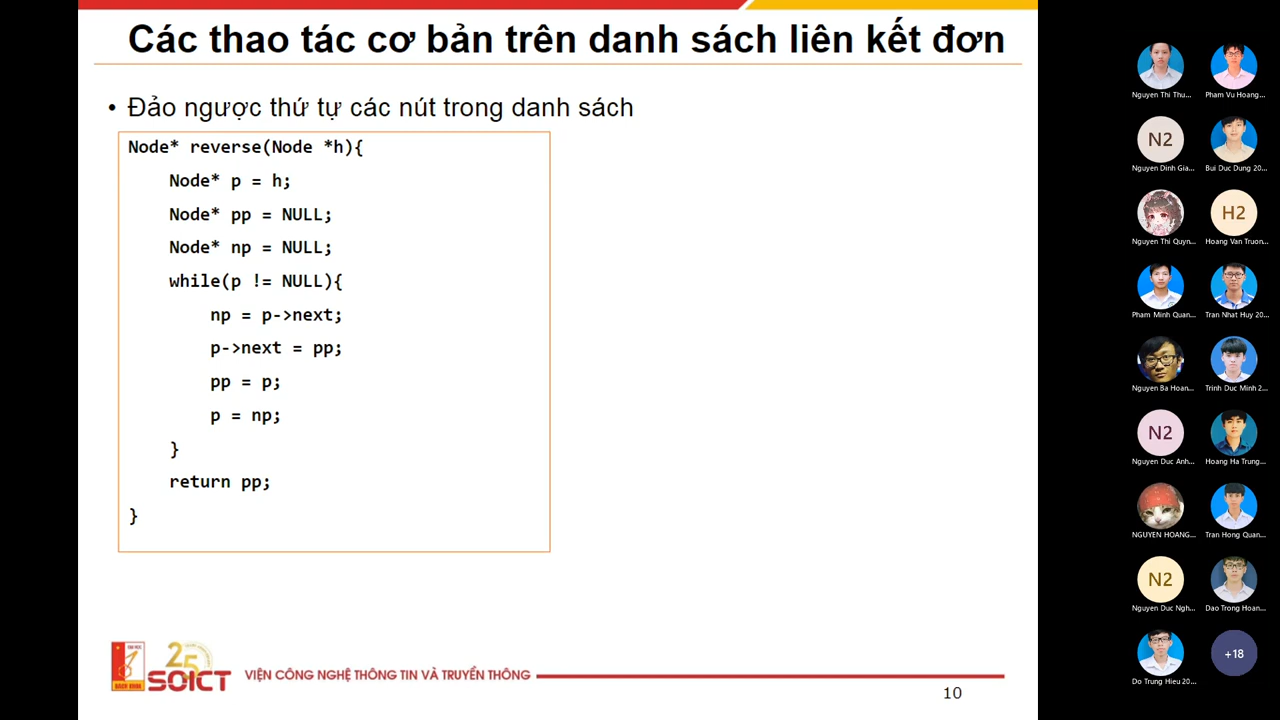 Các thao tác cơ bản trên danh sách liên kết đơn
• Đảo ngược thứ tự các nút trong danh sách
Node* reverse(Node *h){
Node* p = h;
Node* pp = NULL;
Node* np = NULL;
while(p != NULL){
np = p->next;
p->next = pp;
pp = p;
p = np;
}
return pp;
}
25
SOICT
VIỆN CÔNG NGHỆ THÔNG TIN VÀ TRUYỀN THÔNG
10
Nguyen Thi Thu...
Pham Vu Hoang...
N2
Nguyen Dinh Gia...
Bui Duc Dung 20...
Nguyen Thi Quyn...
H2
Hoang Van Truon...
Pham Minh Quan...
Tran Nhat Huy 20...
Nguyen Ba Hoan...
Trinh Duc Minh 2...
N2
Nguyen Duc Anh...
Hoang Ha Trung...
NGUYEN HOANG...
Tran Hong Quan...
N2
Nguyen Duc Ngh...
Dao Trong Hoan...
Do Trung Hieu 20...
+18